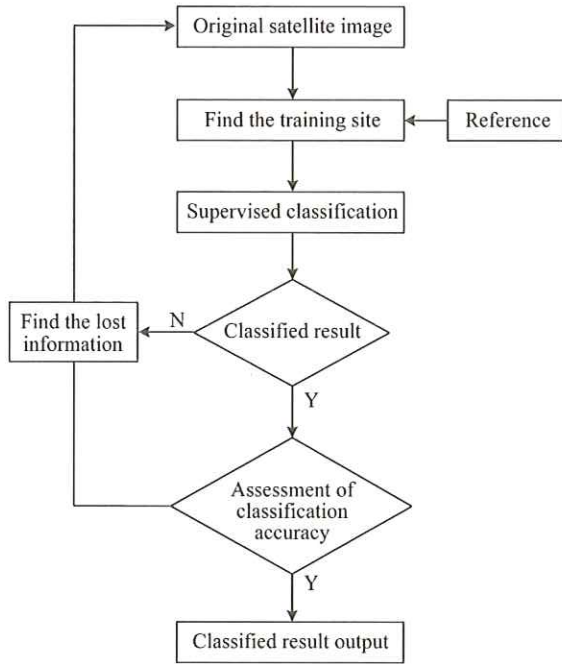 Original satellite image
Find the training site
Reference
Supervised classification
Classified result
N
Find the lost
information
Y
Assessment of
classification
accuracy
Y
Classified result output